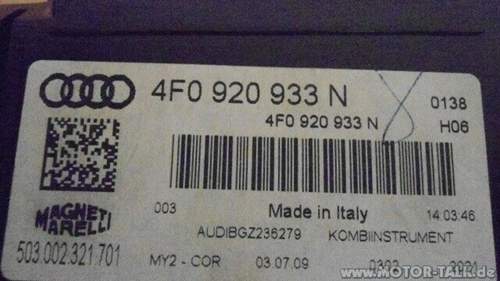 4F0 920 933 N
0138
4F0 920 933 N
H06
MAGNETI
MARELLI
003
Made in Italy
14:03:46
AUDIBGZ236279
KOMBIINSTRUMENT
503.002.321.701
MY2 - COR
03.07.09
www.MOTOR-TALK.de